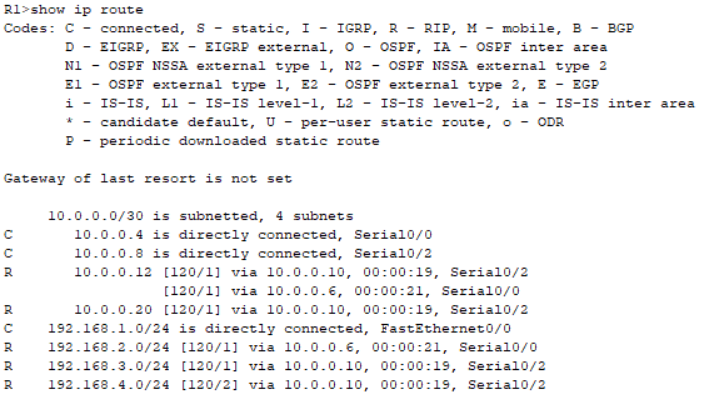 R1>show ip route
Codes: C - connected, S - static, I - IGRP, R - RIP, M - mobile, B - BGP
D - EIGRP, EX - EIGRP external, O - OSPF, IA - OSPF inter area
N1 - OSPF NSSA external type 1, N2 - OSPF NSSA external type 2
E1 - OSPF external type 1, E2 - OSPF external type 2, E - EGP
i - IS-IS, L1 - IS-IS level-1, L2 - IS-IS level-2, ia - IS-IS inter area
* - candidate default, U - per-user static route, o - ODR
P - periodic downloaded static route
Gateway of last resort is not set
10.0.0.0/30 is subnetted, 4 subnets
C 10.0.0.4 is directly connected, Serial0/0
C 10.0.0.8 is directly connected, Serial0/2
R 10.0.0.12 [120/1] via 10.0.0.10, 00:00:19, Serial0/2
[120/1] via 10.0.0.6, 00:00:21, Serial0/0
R 10.0.0.20 [120/1] via 10.0.0.10, 00:00:19, Serial0/2
C 192.168.1.0/24 is directly connected, FastEthernet0/0
R 192.168.2.0/24 [120/1] via 10.0.0.6, 00:00:21, Serial0/0
R 192.168.3.0/24 [120/1] via 10.0.0.10, 00:00:19, Serial0/2
R 192.168.4.0/24 [120/2] via 10.0.0.10, 00:00:19, Serial0/2